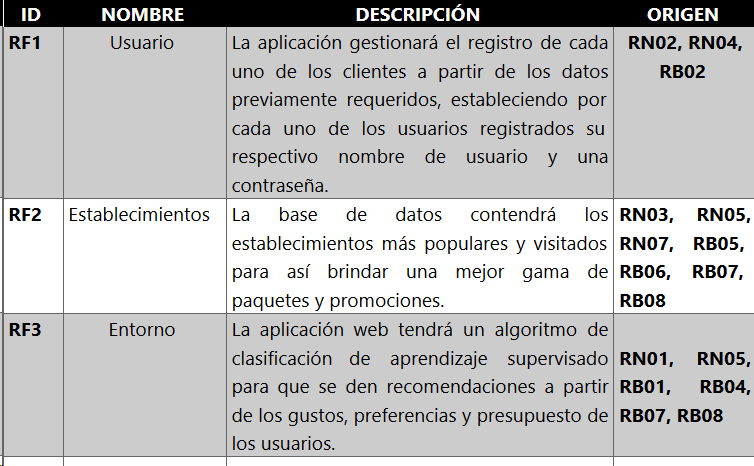 ID NOMBRE DESCRIPCIÓN ORIGEN
RF1 Usuario La aplicación gestionará el registro de cada RN02, RN04,
uno de los clientes a partir de los datos RB02
previamente requeridos, estableciendo por
cada uno de los usuarios registrados su
respectivo nombre de usuario y una
contraseña.
RF2 Establecimientos La base de datos contendrá los RN03, RN05,
establecimientos más populares y visitados RN07, RB05,
para así brindar una mejor gama de RB06, RB07,
paquetes y promociones. RB08
RF3 Entorno La aplicación web tendrá un algoritmo de
clasificación de aprendizaje supervisado RN01, RN05,
para que se den recomendaciones a partir RB01, RB04,
de los gustos, preferencias y presupuesto de RB07, RB08
los usuarios.